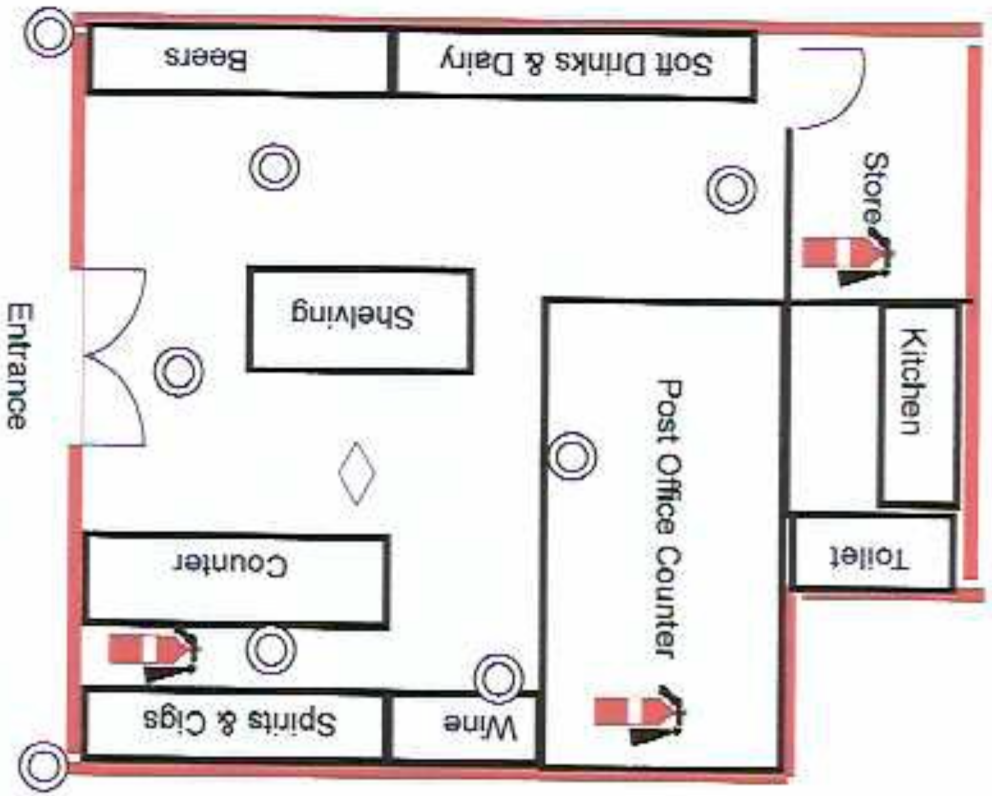 Beers
Soft Drinks & Dairy
Store
Shelving
Entrance
Kitchen
Post Office Counter
Counter
Toilet
Spirits & Cigs
Wine